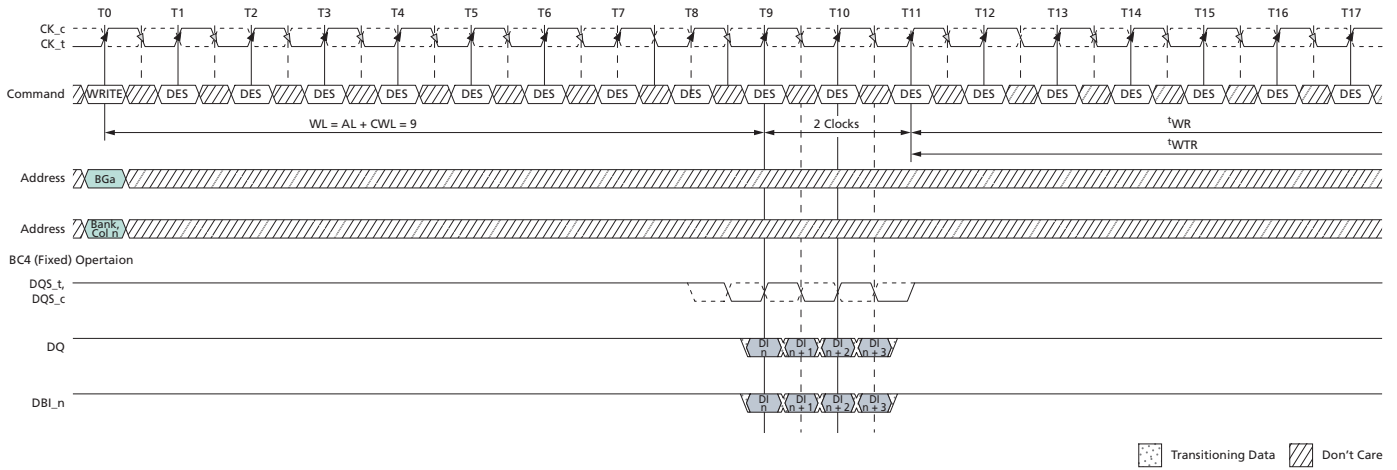 T0 T1 T2 T3 T4 T5 T6 T7 T8 T9 T10 T11 T12 T13 T14 T15 T16 T17
CK_c
CK_t
Command WRITE DES DES DES DES DES DES DES DES DES DES DES DES DES DES DES DES DES
WL = AL + CWL = 9 2 Clocks tWR
tWTR
Address BGa
Address Bank, Col n
BC4 (Fixed) Opertaion
DQS_t,
DQS_c
DQ DI n DI n + 1 DI n + 2 DI n + 3
DBI_n DI n DI n + 1 DI n + 2 DI n + 3
Transitioning Data Don't Care